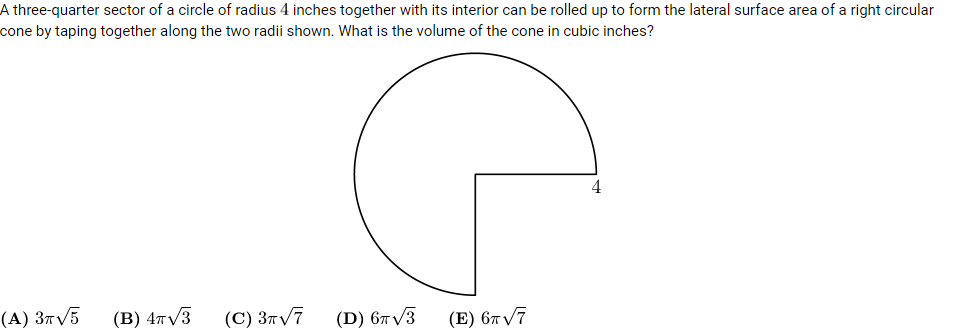 A three-quarter sector of a circle of radius 4 inches together with its interior can be rolled up to form the lateral surface area of a right circular
cone by taping together along the two radii shown. What is the volume of the cone in cubic inches?
4
(A) 3π√5 (B) 4π√3 (C) 3π√7 (D) 6π√3 (E) 6π√7